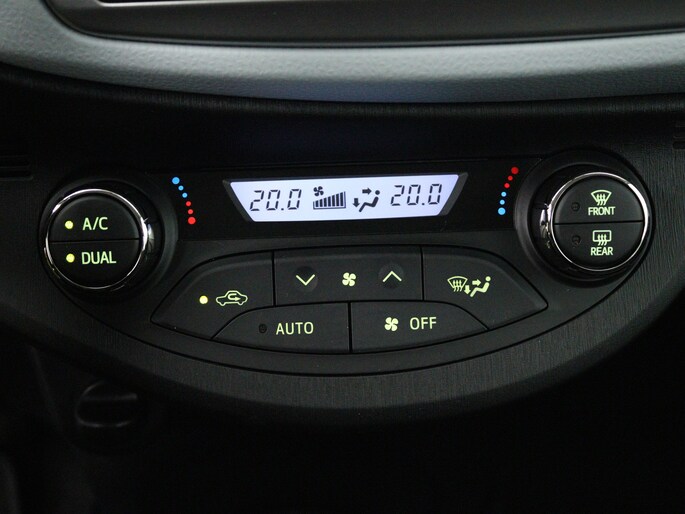 20.0 20.0
A/C
DUAL
FRONT
REAR
AUTO
OFF